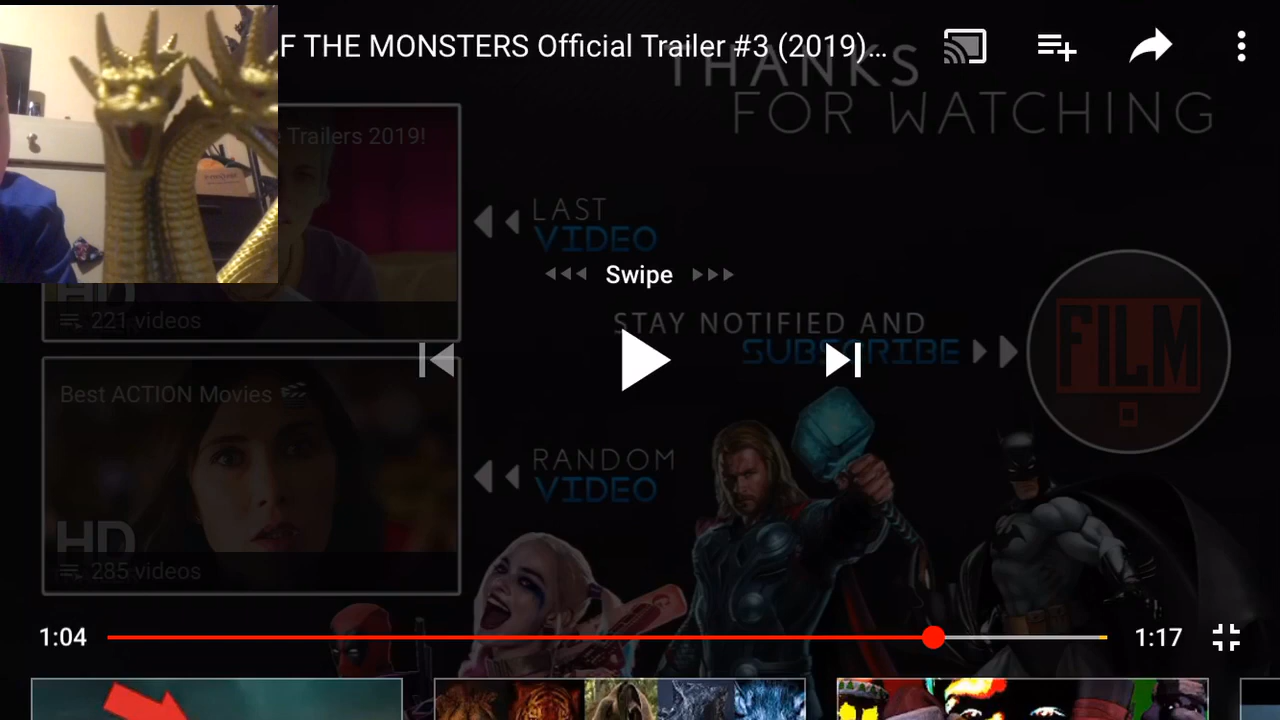 F THE MONSTERS Official Trailer #3 (2019)...
THANKS
FOR WATCHING
e Trailers 2019!
LAST
VIDEO
Swipe
HD
221 videos
STAY NOTIFIED AND
SUBSCRIBE
FILM
Best ACTION Movies 🎬
RANDOM
VIDEO
HD
285 videos
1:04
1:17